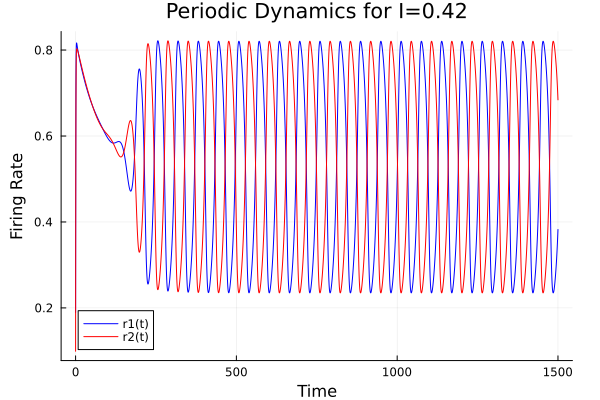 Periodic Dynamics for I=0.42
Firing Rate
0.8
0.6
0.4
0.2
r1(t)
r2(t)
0
500
1000
1500
Time